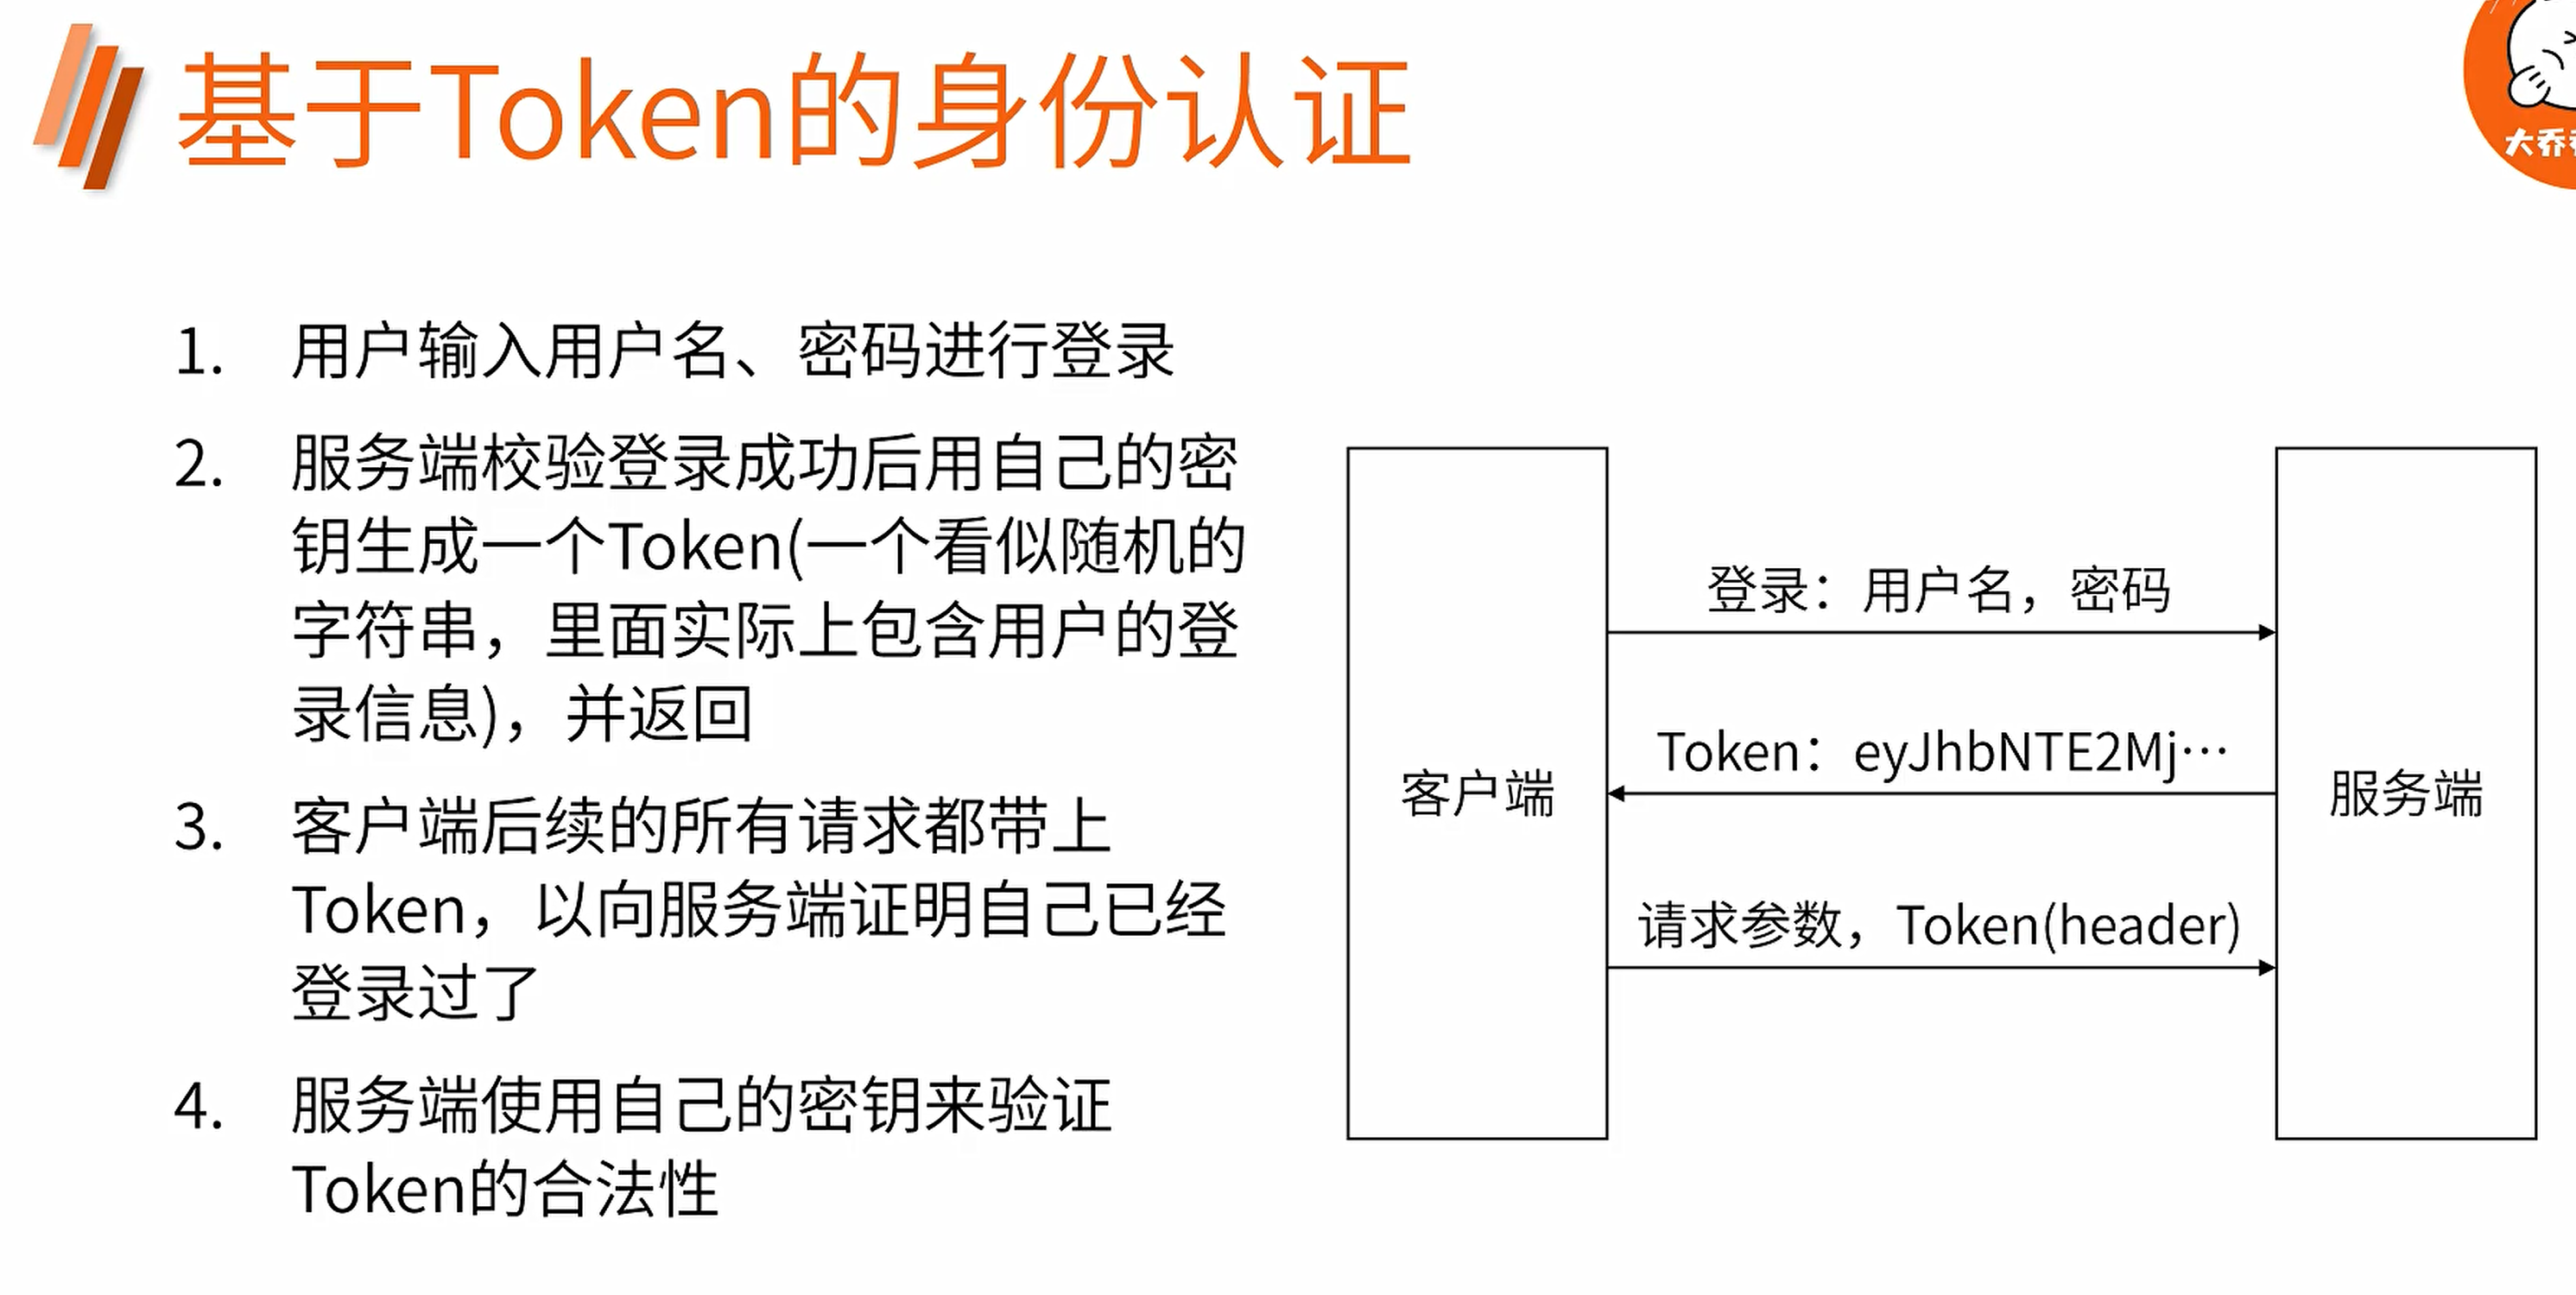 基于Token的身份认证
大乔
1. 用户输入用户名、密码进行登录
2. 服务端校验登录成功后用自己的密
钥生成一个Token(一个看似随机的
字符串，里面实际上包含用户的登
录信息)，并返回
3. 客户端后续的所有请求都带上
Token，以向服务端证明自己已经
登录过了
4. 服务端使用自己的密钥来验证
Token的合法性
客户端
登录：用户名，密码
Token：eyJhbNTE2Mj…
请求参数，Token(header)
服务端